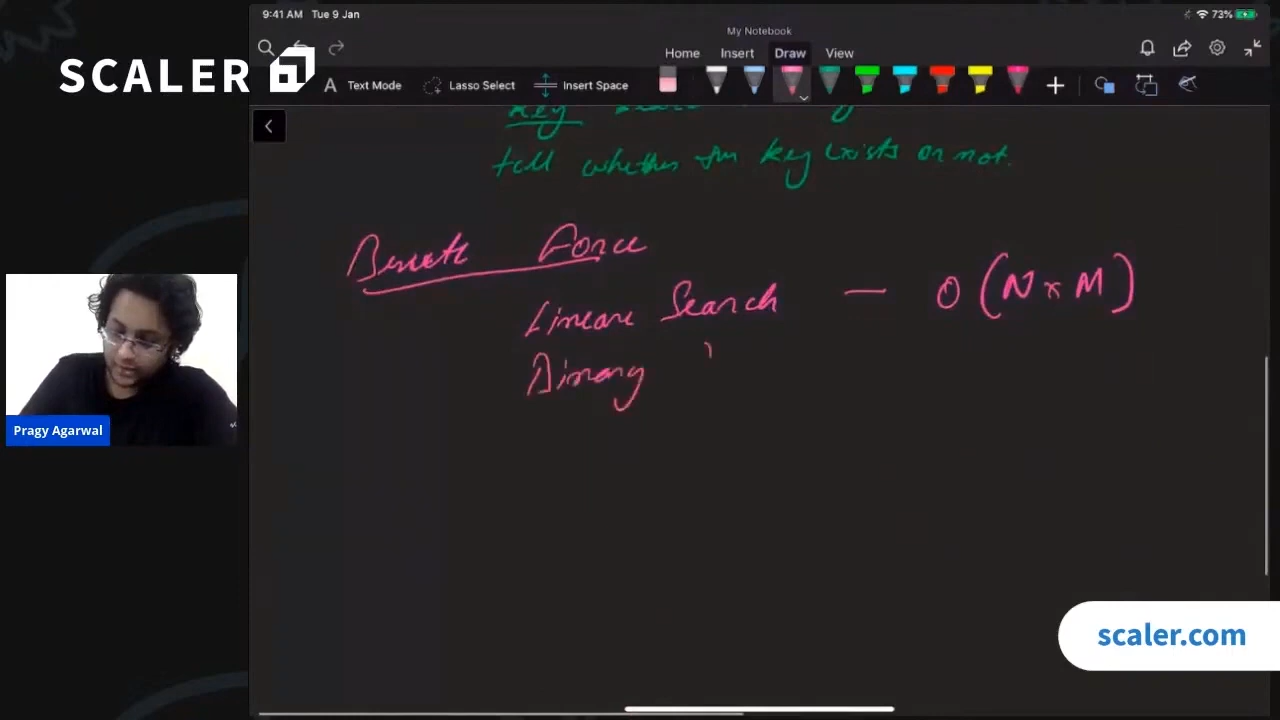 9:41 AM Tue 9 Jan
73%
My Notebook
SCALER
Home Insert Draw View
Text Mode Lasso Select Insert Space
key
tell whether the key exists or not.
Brute Force
Linear Search — O (N x M)
Binary "
Pragy Agarwal
scaler.com